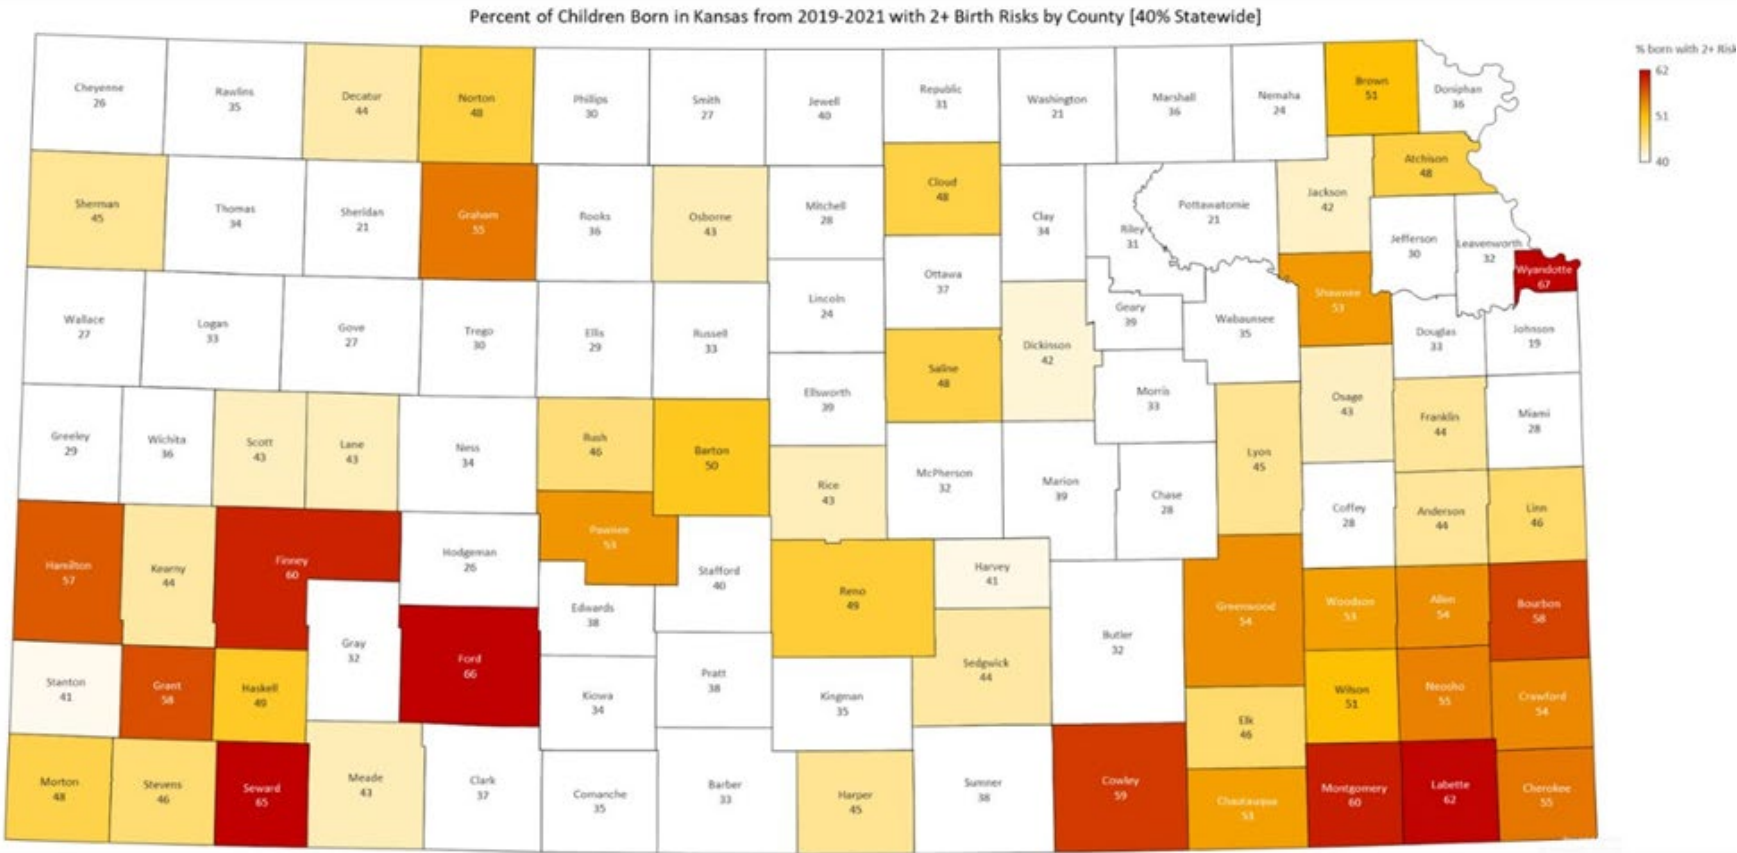 Percent of Children Born in Kansas from 2019-2021 with 2+ Birth Risks by County [40% Statewide]
% born with 2+ Risk
62
51
40
Cheyenne
26
Rawlins
35
Decatur
44
Norton
48
Phillips
30
Smith
27
Jewell
40
Republic
31
Washington
21
Marshall
36
Nemaha
24
Brown
51
Doniphan
36
Atchison
48
Sherman
45
Thomas
34
Sheridan
21
Graham
55
Rooks
36
Osborne
43
Mitchell
28
Cloud
48
Clay
34
Riley
31
Pottawatomie
21
Jackson
42
Jefferson
30
Leavenworth
32
Wyandotte
67
Ottawa
37
Lincoln
24
Wallace
27
Logan
33
Gove
27
Trego
30
Ellis
29
Russell
33
Ellsworth
39
Saline
48
Dickinson
42
Geary
39
Wabaunsee
35
Shawnee
53
Douglas
33
Johnson
19
Morris
33
Osage
43
Franklin
44
Miami
28
Greeley
29
Wichita
36
Scott
43
Lane
43
Ness
34
Rush
46
Barton
50
Rice
43
McPherson
32
Marion
39
Chase
28
Lyon
45
Coffey
28
Anderson
44
Linn
46
Hamilton
57
Kearny
44
Finney
60
Hodgeman
26
Pawnee
53
Stafford
40
Edwards
38
Reno
49
Harvey
41
Sedgwick
44
Butler
32
Greenwood
54
Woodson
53
Allen
54
Bourbon
58
Stanton
41
Grant
58
Haskell
49
Gray
32
Ford
66
Kiowa
34
Pratt
38
Kingman
35
Elk
46
Wilson
51
Neosho
55
Crawford
54
Morton
48
Stevens
46
Seward
65
Meade
43
Clark
37
Comanche
35
Barber
33
Harper
45
Sumner
38
Cowley
59
Chautauqua
53
Montgomery
60
Labette
62
Cherokee
55